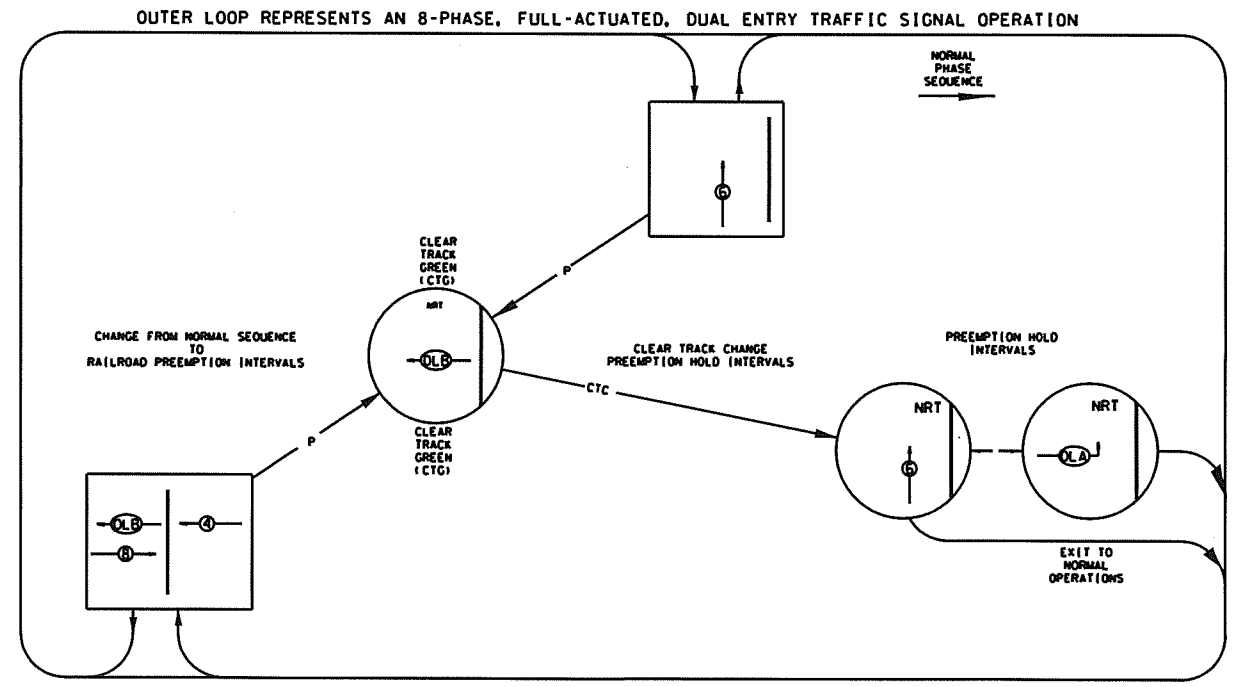 OUTER LOOP REPRESENTS AN 8-PHASE, FULL-ACTUATED, DUAL ENTRY TRAFFIC SIGNAL OPERATION
NORMAL
PHASE
SEQUENCE
6
P
CLEAR
TRACK
GREEN
(CTG)
NRT
OLB
CLEAR
TRACK
GREEN
(CTG)
CHANGE FROM NORMAL SEQUENCE
TO
RAILROAD PREEMPTION INTERVALS
P
CLEAR TRACK CHANGE
PREEMPTION HOLD INTERVALS
CTC
PREEMPTION HOLD
INTERVALS
NRT
6
NRT
OLA
OLB
4
8
EXIT TO
NORMAL
OPERATIONS